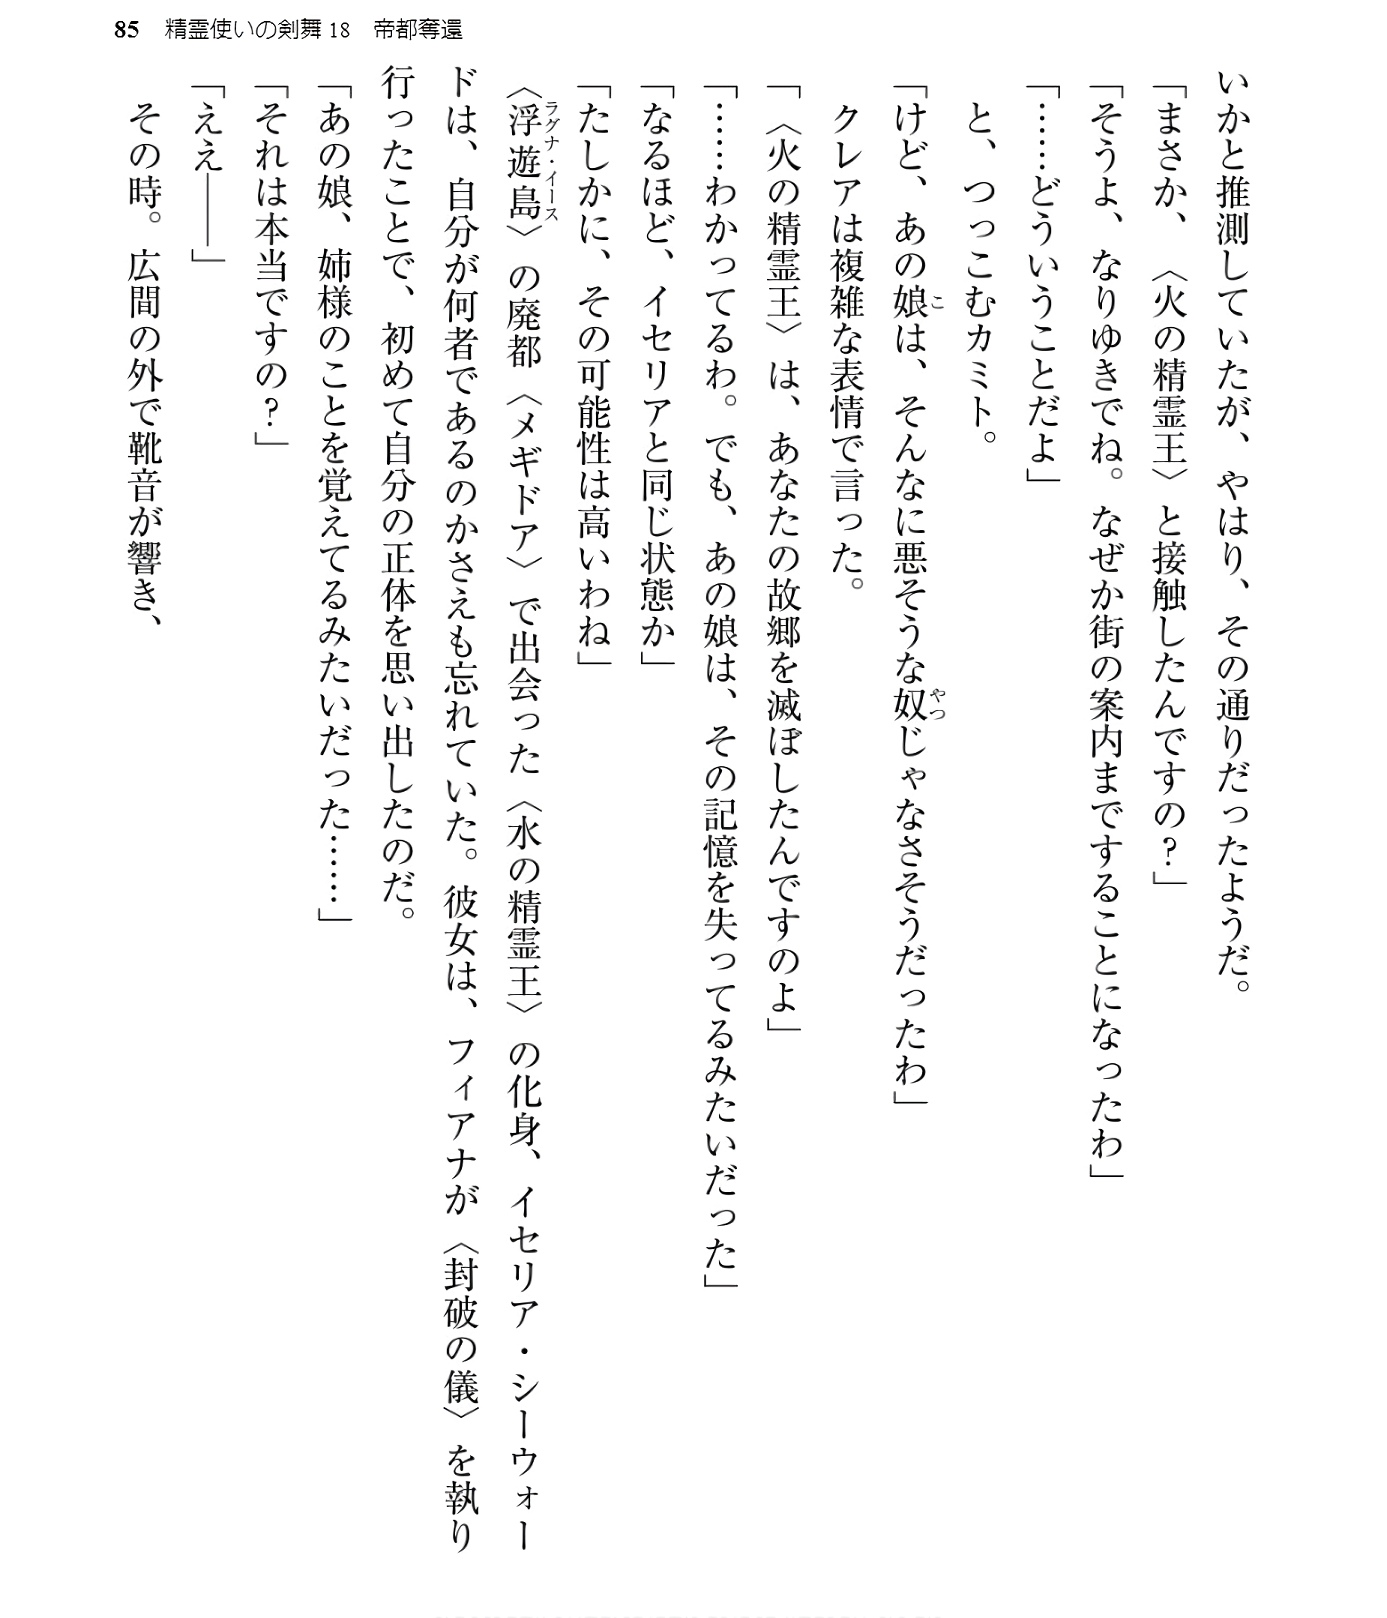 85　精霊使いの剣舞 18　帝都奪還
いかと推測していたが、やはり、その通りだったようだ。
「まさか、〈火の精霊王〉と接触したんですの？」
「そうよ、なりゆきでね。なぜか街の案内まですることになったわ」
「……どういうことだよ」
　と、つっこむカミト。
「けど、あの娘は、そんなに悪そうな奴じゃなさそうだったわ」
こ
やつ
　クレアは複雑な表情で言った。
「〈火の精霊王〉は、あなたの故郷を滅ぼしたんですのよ」
「……わかってるわ。でも、あの娘は、その記憶を失ってるみたいだった」
「なるほど、イセリアと同じ状態か」
「たしかに、その可能性は高いわね」
〈浮遊島〉の廃都〈メギドア〉で出会った〈水の精霊王〉の化身、イセリア・シーウォー
ラグナ・イース
ドは、自分が何者であるのかさえも忘れていた。彼女は、フィアナが〈封破の儀〉を執り
行ったことで、初めて自分の正体を思い出したのだ。
「あの娘、姉様のことを覚えてるみたいだった……」
「それは本当ですの？」
「ええ――」
　その時。広間の外で靴音が響き、